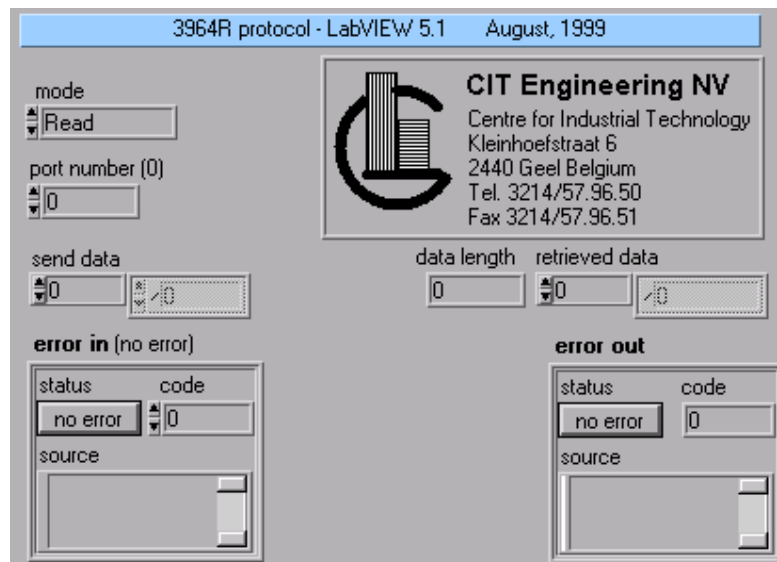 3964R protocol - LabVIEW 5.1 August, 1999
mode
Read
port number (0)
0
CIT Engineering NV
Centre for Industrial Technology
Kleinhoefstraat 6
2440 Geel Belgium
Tel. 3214/57.96.50
Fax 3214/57.96.51
send data
0 /0
data length retrieved data
0 0 /0
error in (no error)
status code
no error 0
source
error out
status code
no error 0
source